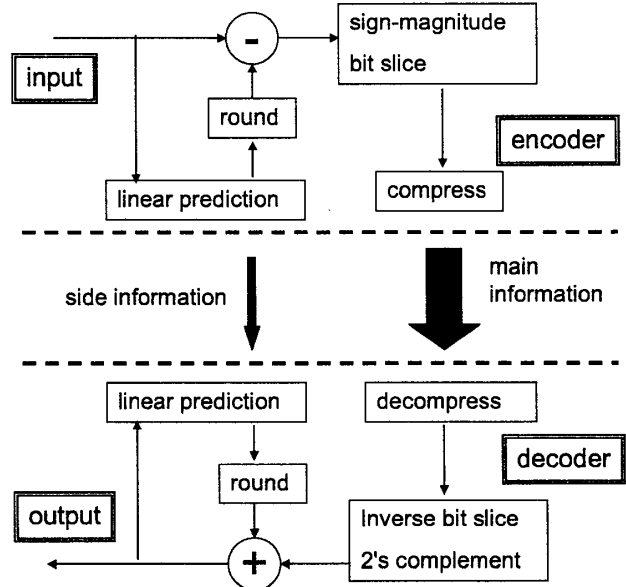 sign-magnitude
bit slice
-
input
round
encoder
linear prediction
compress
side information
main
information
linear prediction
decompress
decoder
round
output
Inverse bit slice
2's complement
+